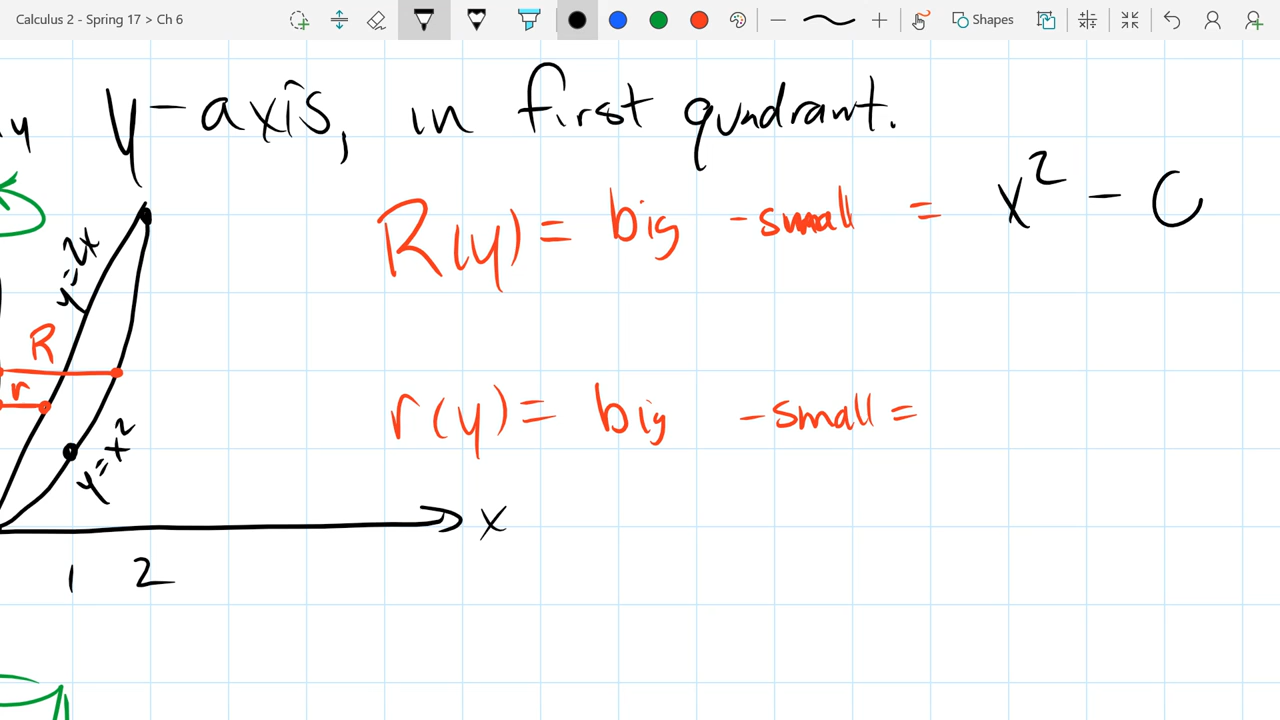 Calculus 2 - Spring 17 > Ch 6
Shapes
y-axis, in first quadrant.
R(y) = big - small = x² - C
y=2x
R
r
r(y) = big - small =
y=x²
x
1 2